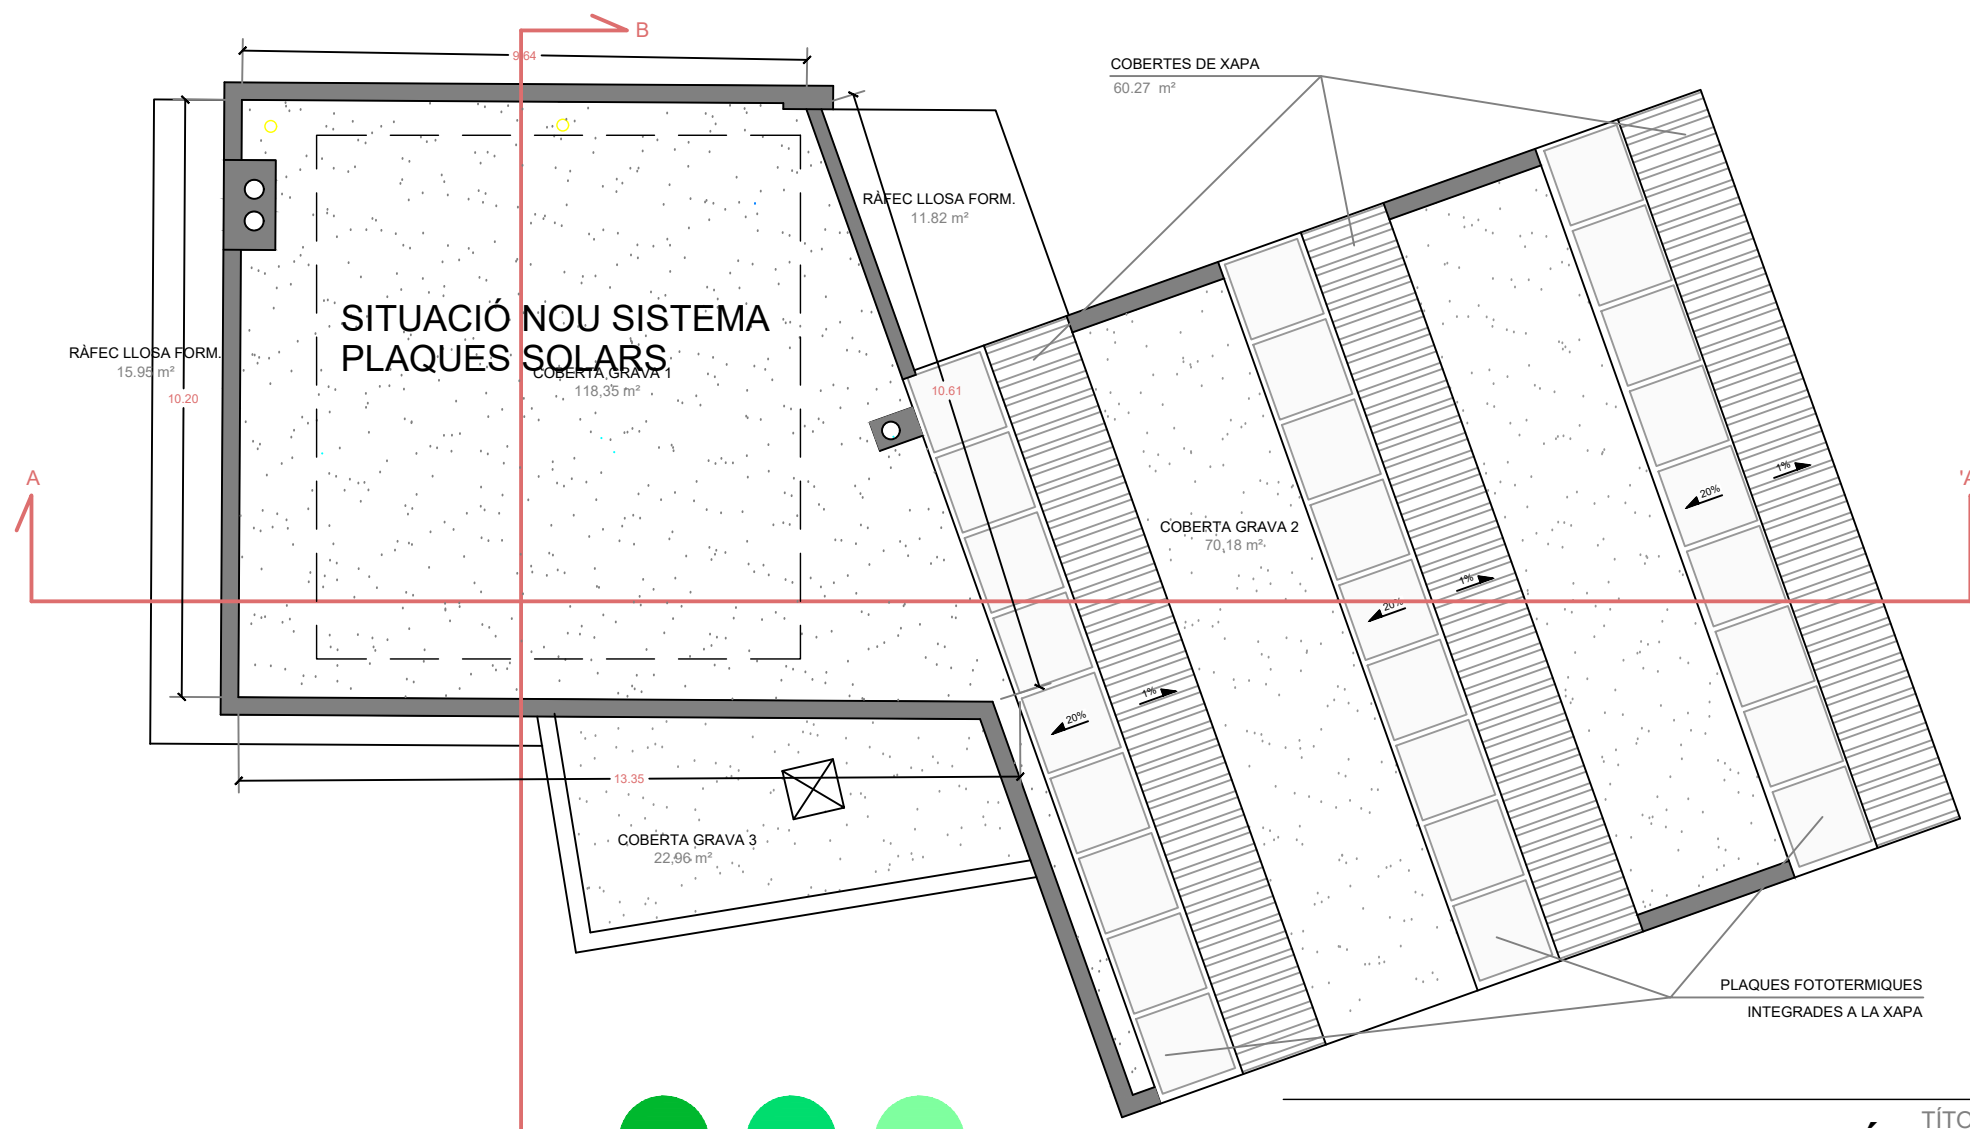 B
9.64
COBERTES DE XAPA
60.27 m²
RÀFEC LLOSA FORM.
11.82 m²
SITUACIÓ NOU SISTEMA
PLAQUES SOLARS
RÀFEC LLOSA FORM.
15.95 m²
COBERTA GRAVA 1
118,35 m²
10.20
10.61
A
'A
1%
20%
COBERTA GRAVA 2
70,18 m²
1%
20%
1%
20%
13.35
COBERTA GRAVA 3
22,96 m²
PLAQUES FOTOTERMIQUES
INTEGRADES A LA XAPA